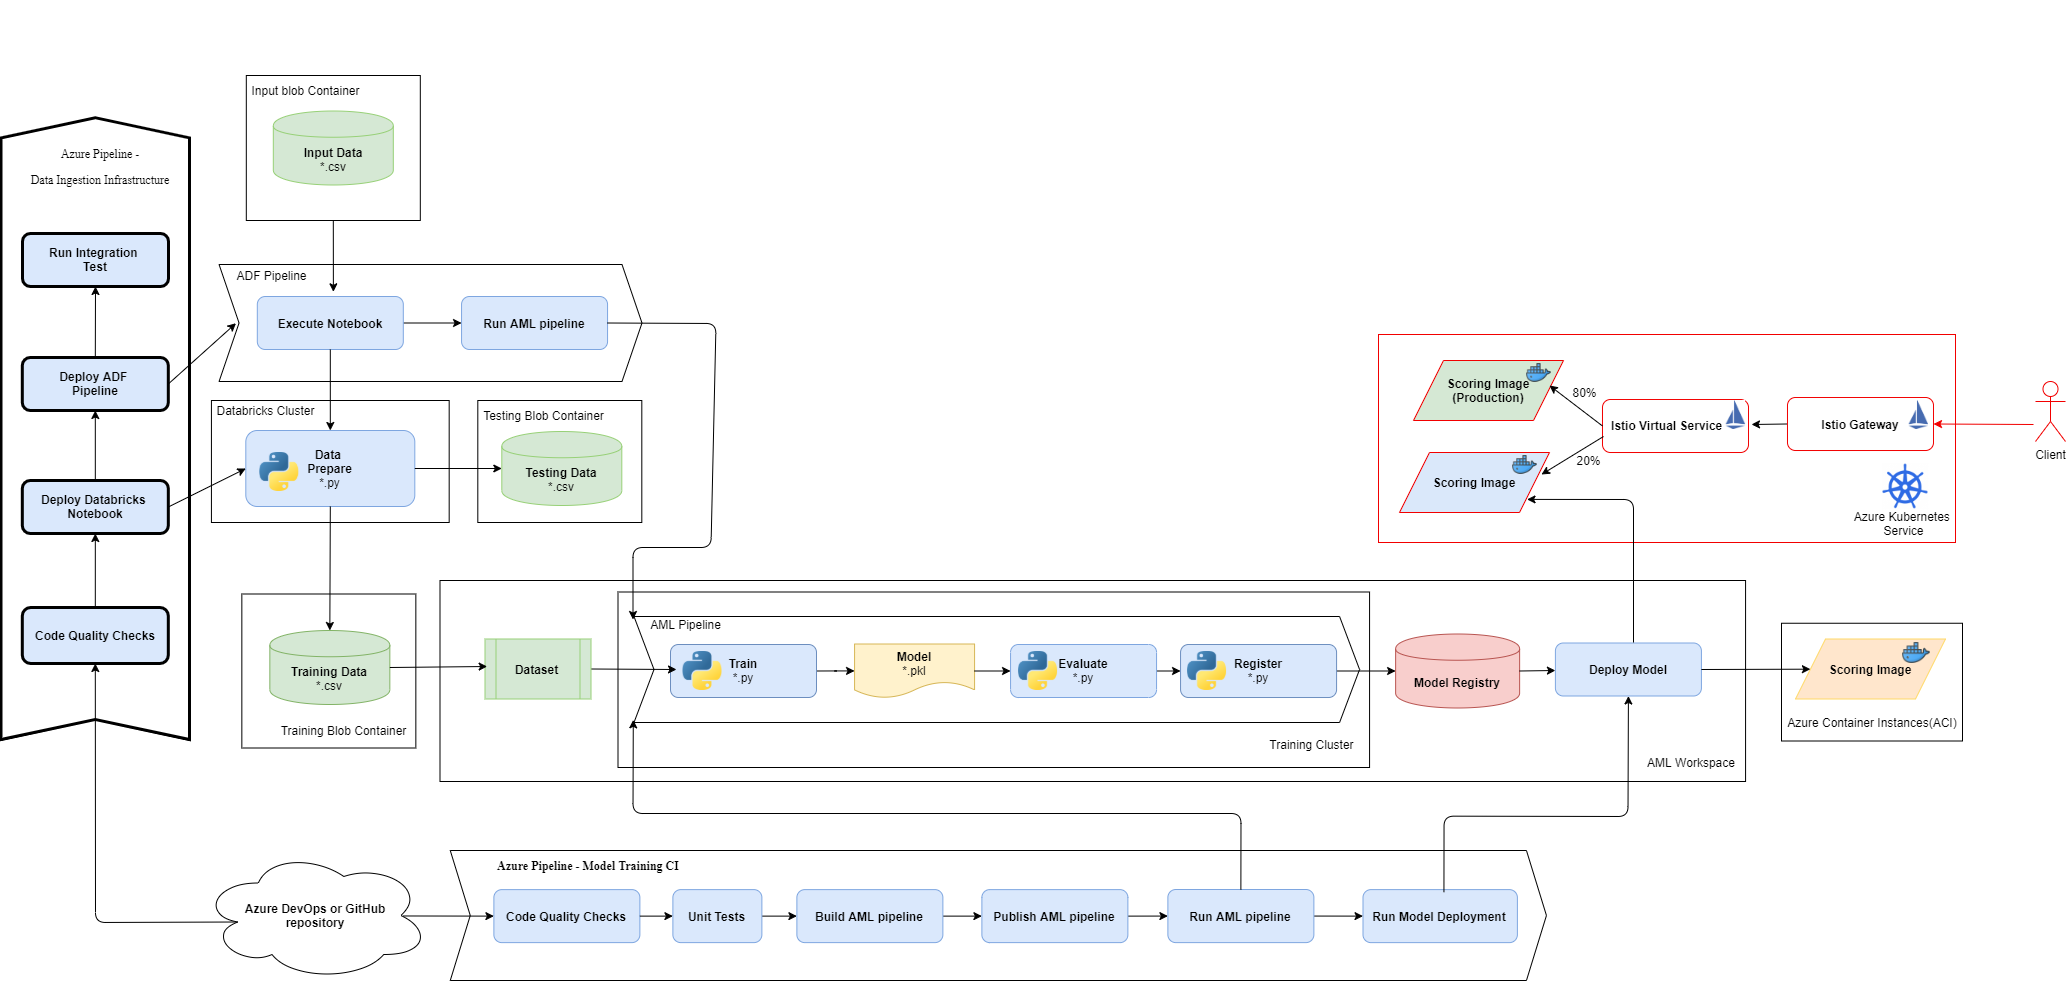 Input blob Container
Input Data
*.csv
Azure Pipeline -
Data Ingestion Infrastructure
Run Integration
Test
Deploy ADF
Pipeline
Deploy Databricks
Notebook
Code Quality Checks
ADF Pipeline
Execute Notebook
Run AML pipeline
Databricks Cluster
Data
Prepare
*.py
Testing Blob Container
Testing Data
*.csv
Training Data
*.csv
Training Blob Container
Dataset
AML Pipeline
Train
*.py
Model
*.pkl
Evaluate
*.py
Register
*.py
Training Cluster
Model Registry
Deploy Model
AML Workspace
Scoring Image
(Production)
80%
Scoring Image
20%
Istio Virtual Service
Istio Gateway
Client
Azure Kubernetes
Service
Scoring Image
Azure Container Instances(ACI)
Azure DevOps or GitHub
repository
Azure Pipeline - Model Training CI
Code Quality Checks
Unit Tests
Build AML pipeline
Publish AML pipeline
Run AML pipeline
Run Model Deployment